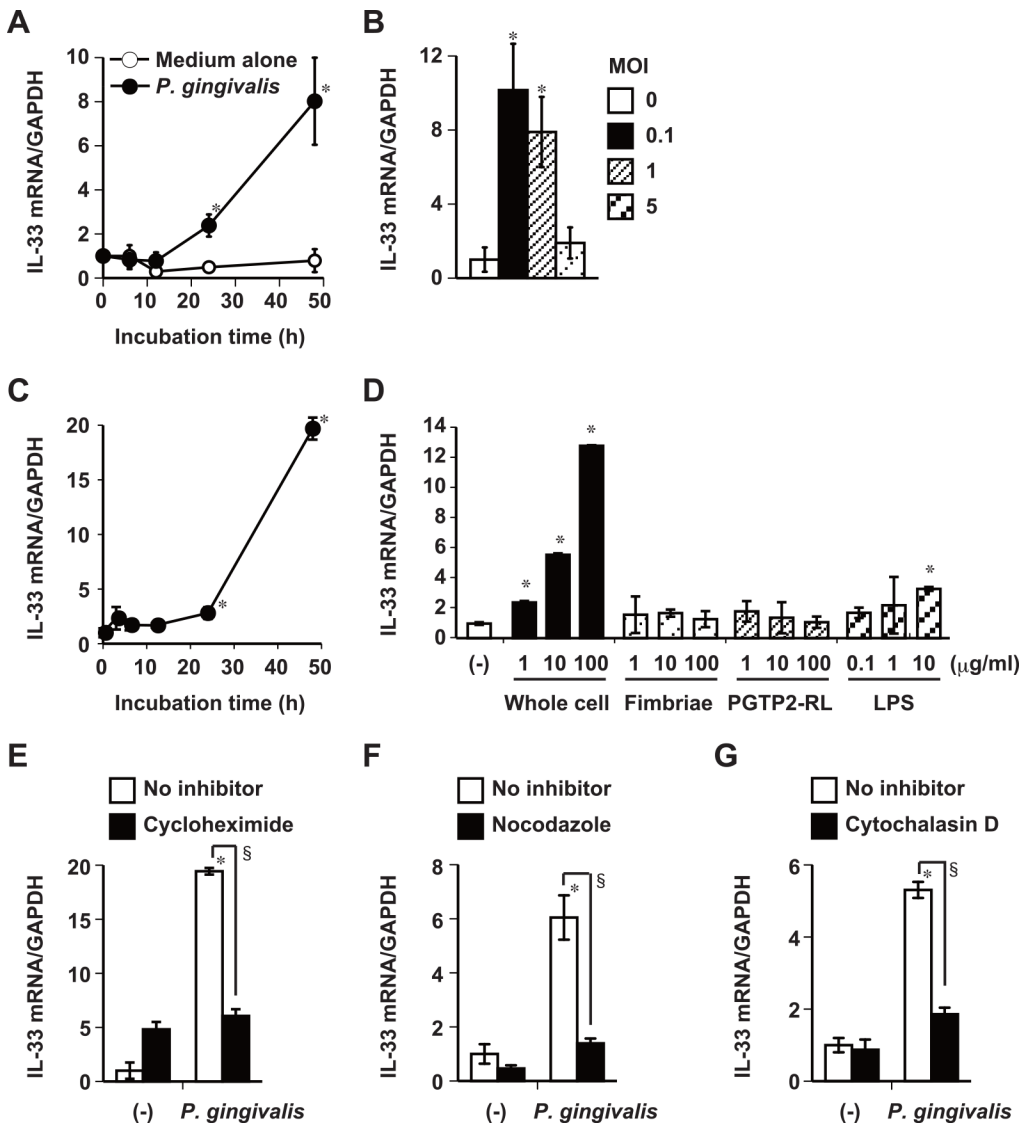 A
Medium alone
P. gingivalis
IL-33 mRNA/GAPDH
10
8
6
4
2
0
0 10 20 30 40 50
*
*
Incubation time (h)
B
IL-33 mRNA/GAPDH
12
8
4
0
*
*
MOI
0
0.1
1
5
C
IL-33 mRNA/GAPDH
20
15
10
5
0
0 10 20 30 40 50
*
*
Incubation time (h)
D
IL-33 mRNA/GAPDH
14
12
10
8
6
4
2
0
*
*
*
*
(-) 1 10 100 1 10 100 1 10 100 0.1 1 10 (μg/ml)
Whole cell Fimbriae PGTP2-RL LPS
E
No inhibitor
Cycloheximide
IL-33 mRNA/GAPDH
20
15
10
5
0
* §
(-) P. gingivalis
F
No inhibitor
Nocodazole
IL-33 mRNA/GAPDH
8
6
4
2
0
* §
(-) P. gingivalis
G
No inhibitor
Cytochalasin D
IL-33 mRNA/GAPDH
6
4
2
0
* §
(-) P. gingivalis